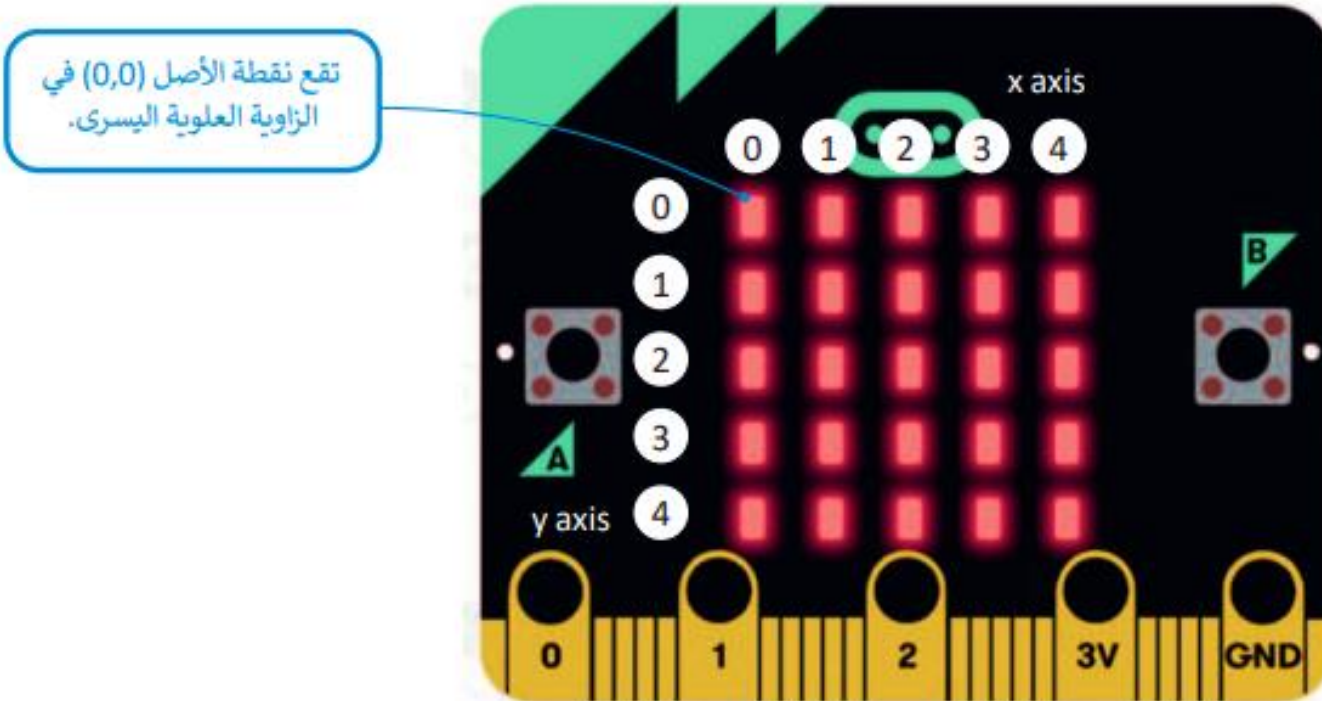 تقع نقطة الأصل (0,0) في
الزاوية العلوية اليسرى.
x axis
0 1 2 3 4
0
1
2
3
4
B
A
y axis
0 1 2 3V GND